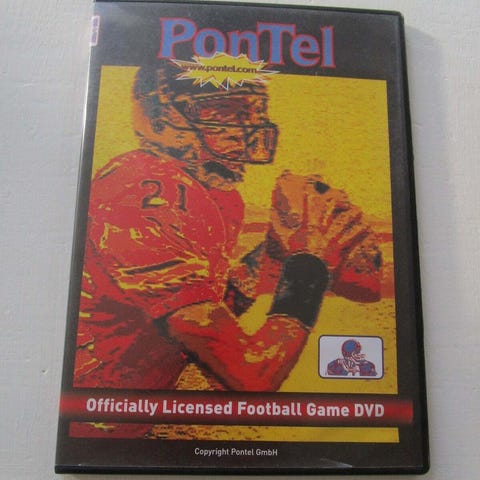 PonTel
www.pontel.com
21
Officially Licensed Football Game DVD
Copyright Pontel GmbH